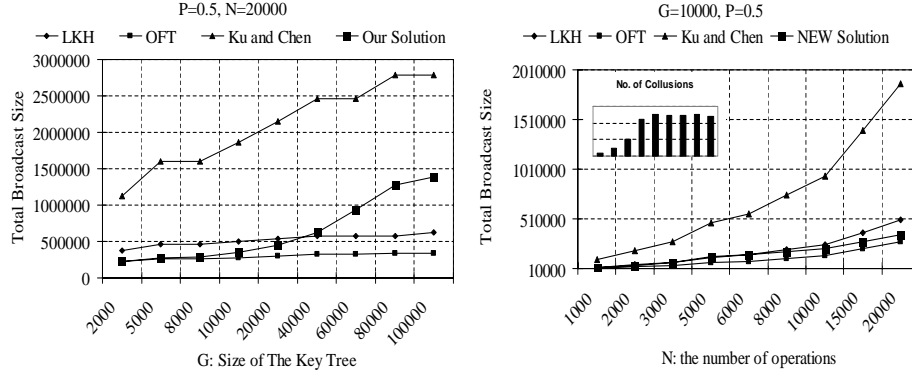 P=0.5, N=20000
LKH OFT Ku and Chen Our Solution
Total Broadcast Size
3000000
2500000
2000000
1500000
1000000
500000
0
2000 5000 8000 10000 20000 40000 60000 80000 100000
G: Size of The Key Tree
G=10000, P=0.5
LKH OFT Ku and Chen NEW Solution
Total Broadcast Size
2010000
1510000
1010000
510000
10000
No. of Collusions
1000 2000 3000 5000 6000 8000 10000 15000 20000
N: the number of operations